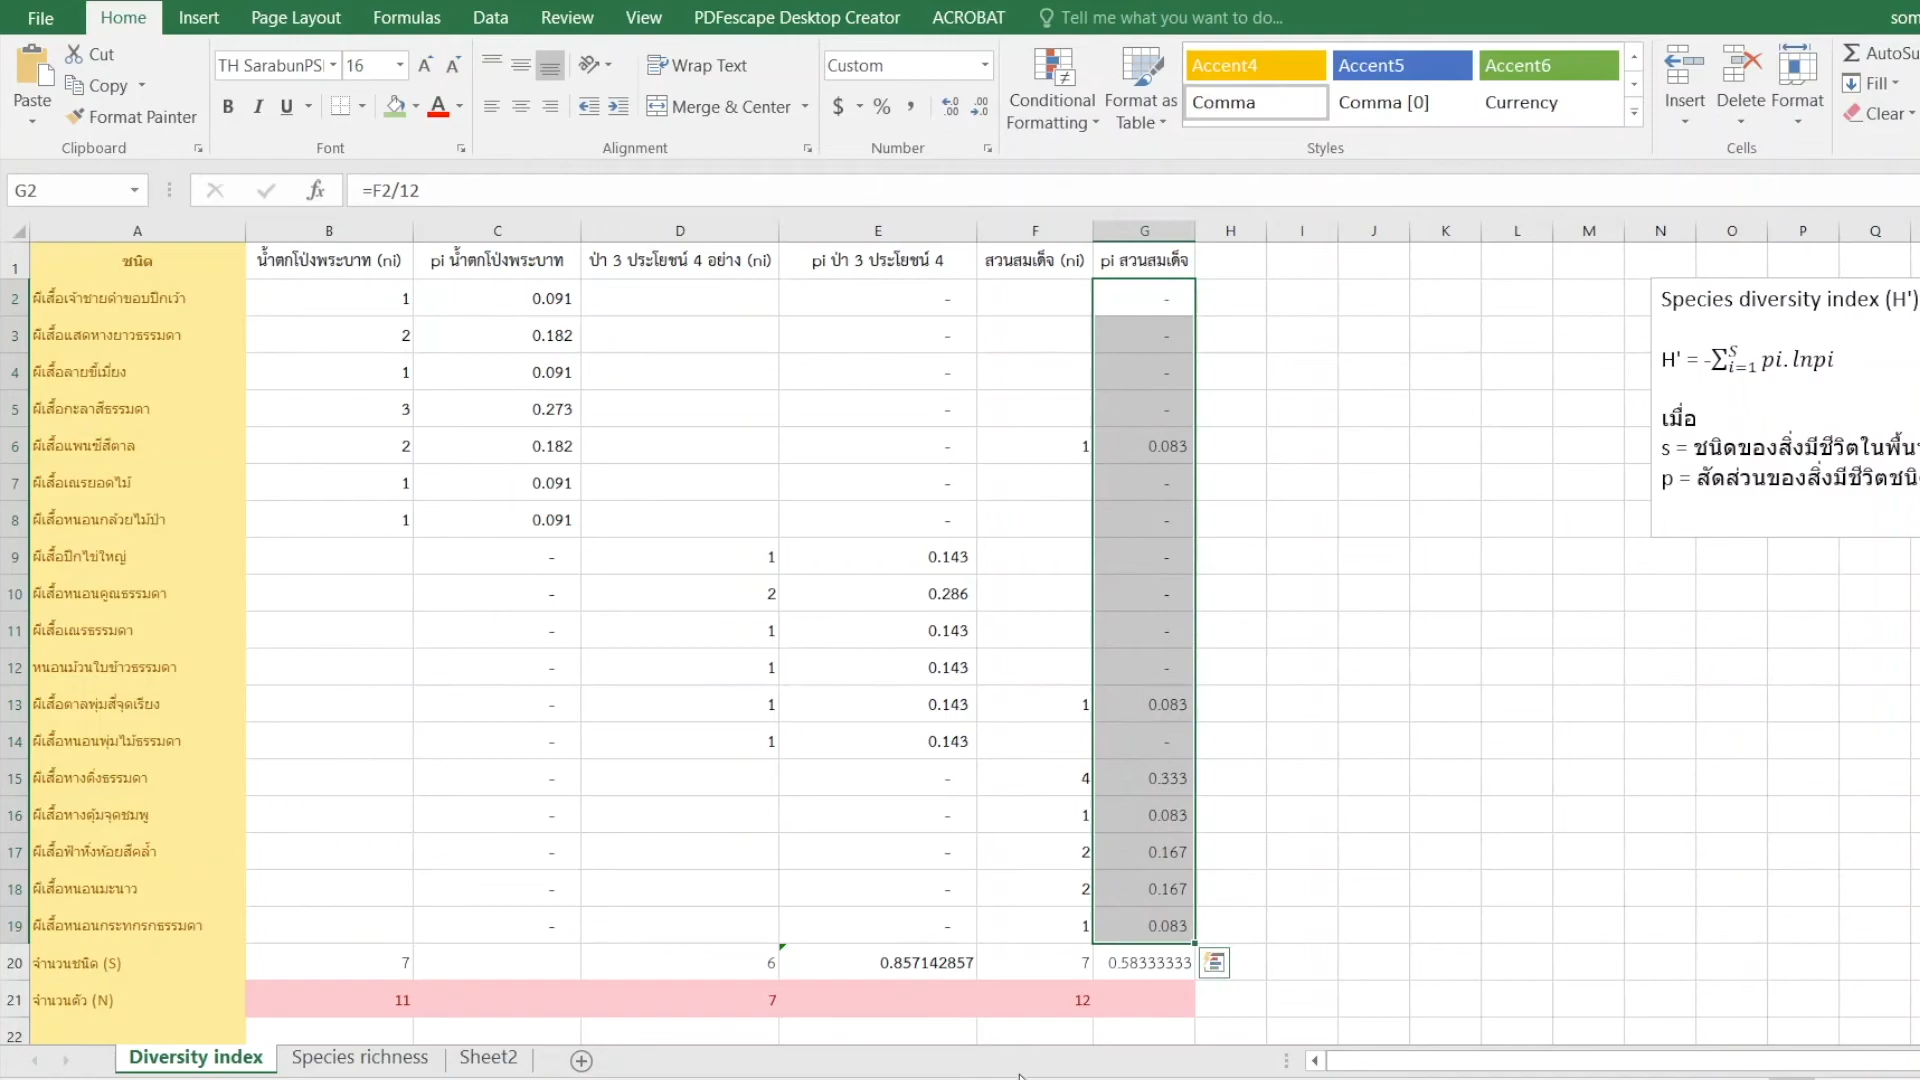 File Home Insert Page Layout Formulas Data Review View PDFescape Desktop Creator ACROBAT Tell me what you want to do... som
Cut
Copy
Format Painter
Paste
Clipboard
TH SarabunPSK 16
B I U
Font
Wrap Text
Merge & Center
Alignment
Custom
$ % ,
Number
Conditional Formatting
Format as Table
Accent4 Accent5 Accent6
Comma Comma [0] Currency
Styles
Insert Delete Format
Cells
AutoSu
Fill
Clear
G2 fx =F2/12
A B C D E F G H I J K L M N O P Q
1 ชนิด น้ำตกโป่งพระบาท (ni) pi น้ำตกโป่งพระบาท ป่า 3 ประโยชน์ 4 อย่าง (ni) pi ป่า 3 ประโยชน์ 4 สวนสมเด็จ (ni) pi สวนสมเด็จ
2 ผีเสื้อเจ้าชายดำขอบปีกเว้า 1 0.091 - -
3 ผีเสื้อแสดหางยาวธรรมดา 2 0.182 - -
4 ผีเสื้อลายขี้เมี่ยง 1 0.091 - -
5 ผีเสื้อกะลาสีธรรมดา 3 0.273 - -
6 ผีเสื้อแพนซีสีตาล 2 0.182 - 1 0.083
7 ผีเสื้อเณรยอดไม้ 1 0.091 - -
8 ผีเสื้อหนอนกล้วยไม้ป่า 1 0.091 - -
9 ผีเสื้อปีกไข่ใหญ่ - 1 0.143 -
10 ผีเสื้อหนอนคูณธรรมดา - 2 0.286 -
11 ผีเสื้อเณรธรรมดา - 1 0.143 -
12 หนอนม้วนใบข้าวธรรมดา - 1 0.143 -
13 ผีเสื้อตาลพุ่มสี่จุดเรียง - 1 0.143 1 0.083
14 ผีเสื้อหนอนพุ่มไม้ธรรมดา - 1 0.143 -
15 ผีเสื้อหางติ่งธรรมดา - - 4 0.333
16 ผีเสื้อหางตุ้มจุดชมพู - - 1 0.083
17 ผีเสื้อฟ้าหิ่งห้อยสีคล้ำ - - 2 0.167
18 ผีเสื้อหนอนมะนาว - - 2 0.167
19 ผีเสื้อหนอนกระทกรกธรรมดา - - 1 0.083
20 จำนวนชนิด (S) 7 6 0.857142857 7 0.58333333
21 จำนวนตัว (N) 11 7 12
22
Species diversity index (H')
H' = -∑ᵢ₌₁ˢ pi. lnpi
เมื่อ
s = ชนิดของสิ่งมีชีวิตในพื้น
p = สัดส่วนของสิ่งมีชีวิตชนิด
Diversity index Species richness Sheet2